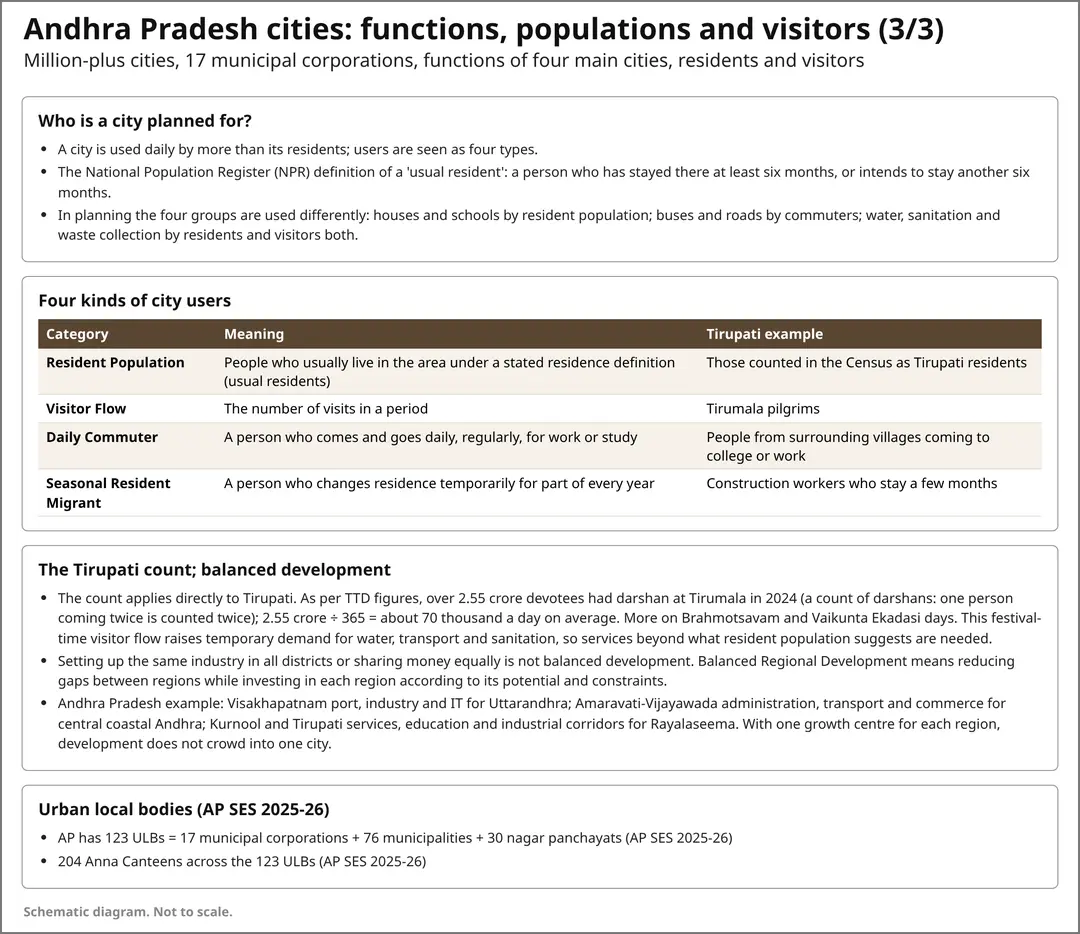 Andhra Pradesh cities: functions, populations and visitors (3/3)
Million-plus cities, 17 municipal corporations, functions of four main cities, residents and visitors
Who is a city planned for?
• A city is used daily by more than its residents; users are seen as four types.
• The National Population Register (NPR) definition of a 'usual resident': a person who has stayed there at least six months, or intends to stay another six
months.
• In planning the four groups are used differently: houses and schools by resident population; buses and roads by commuters; water, sanitation and
waste collection by residents and visitors both.
Four kinds of city users
Category Meaning Tirupati example
Resident Population People who usually live in the area under a stated residence definition Those counted in the Census as Tirupati residents
(usual residents)
Visitor Flow The number of visits in a period Tirumala pilgrims
Daily Commuter A person who comes and goes daily, regularly, for work or study People from surrounding villages coming to
college or work
Seasonal Resident A person who changes residence temporarily for part of every year Construction workers who stay a few months
Migrant
The Tirupati count; balanced development
• The count applies directly to Tirupati. As per TTD figures, over 2.55 crore devotees had darshan at Tirumala in 2024 (a count of darshans: one person
coming twice is counted twice); 2.55 crore ÷ 365 = about 70 thousand a day on average. More on Brahmotsavam and Vaikunta Ekadasi days. This festival-
time visitor flow raises temporary demand for water, transport and sanitation, so services beyond what resident population suggests are needed.
• Setting up the same industry in all districts or sharing money equally is not balanced development. Balanced Regional Development means reducing
gaps between regions while investing in each region according to its potential and constraints.
• Andhra Pradesh example: Visakhapatnam port, industry and IT for Uttarandhra; Amaravati-Vijayawada administration, transport and commerce for
central coastal Andhra; Kurnool and Tirupati services, education and industrial corridors for Rayalaseema. With one growth centre for each region,
development does not crowd into one city.
Urban local bodies (AP SES 2025-26)
• AP has 123 ULBs = 17 municipal corporations + 76 municipalities + 30 nagar panchayats (AP SES 2025-26)
• 204 Anna Canteens across the 123 ULBs (AP SES 2025-26)
Schematic diagram. Not to scale.